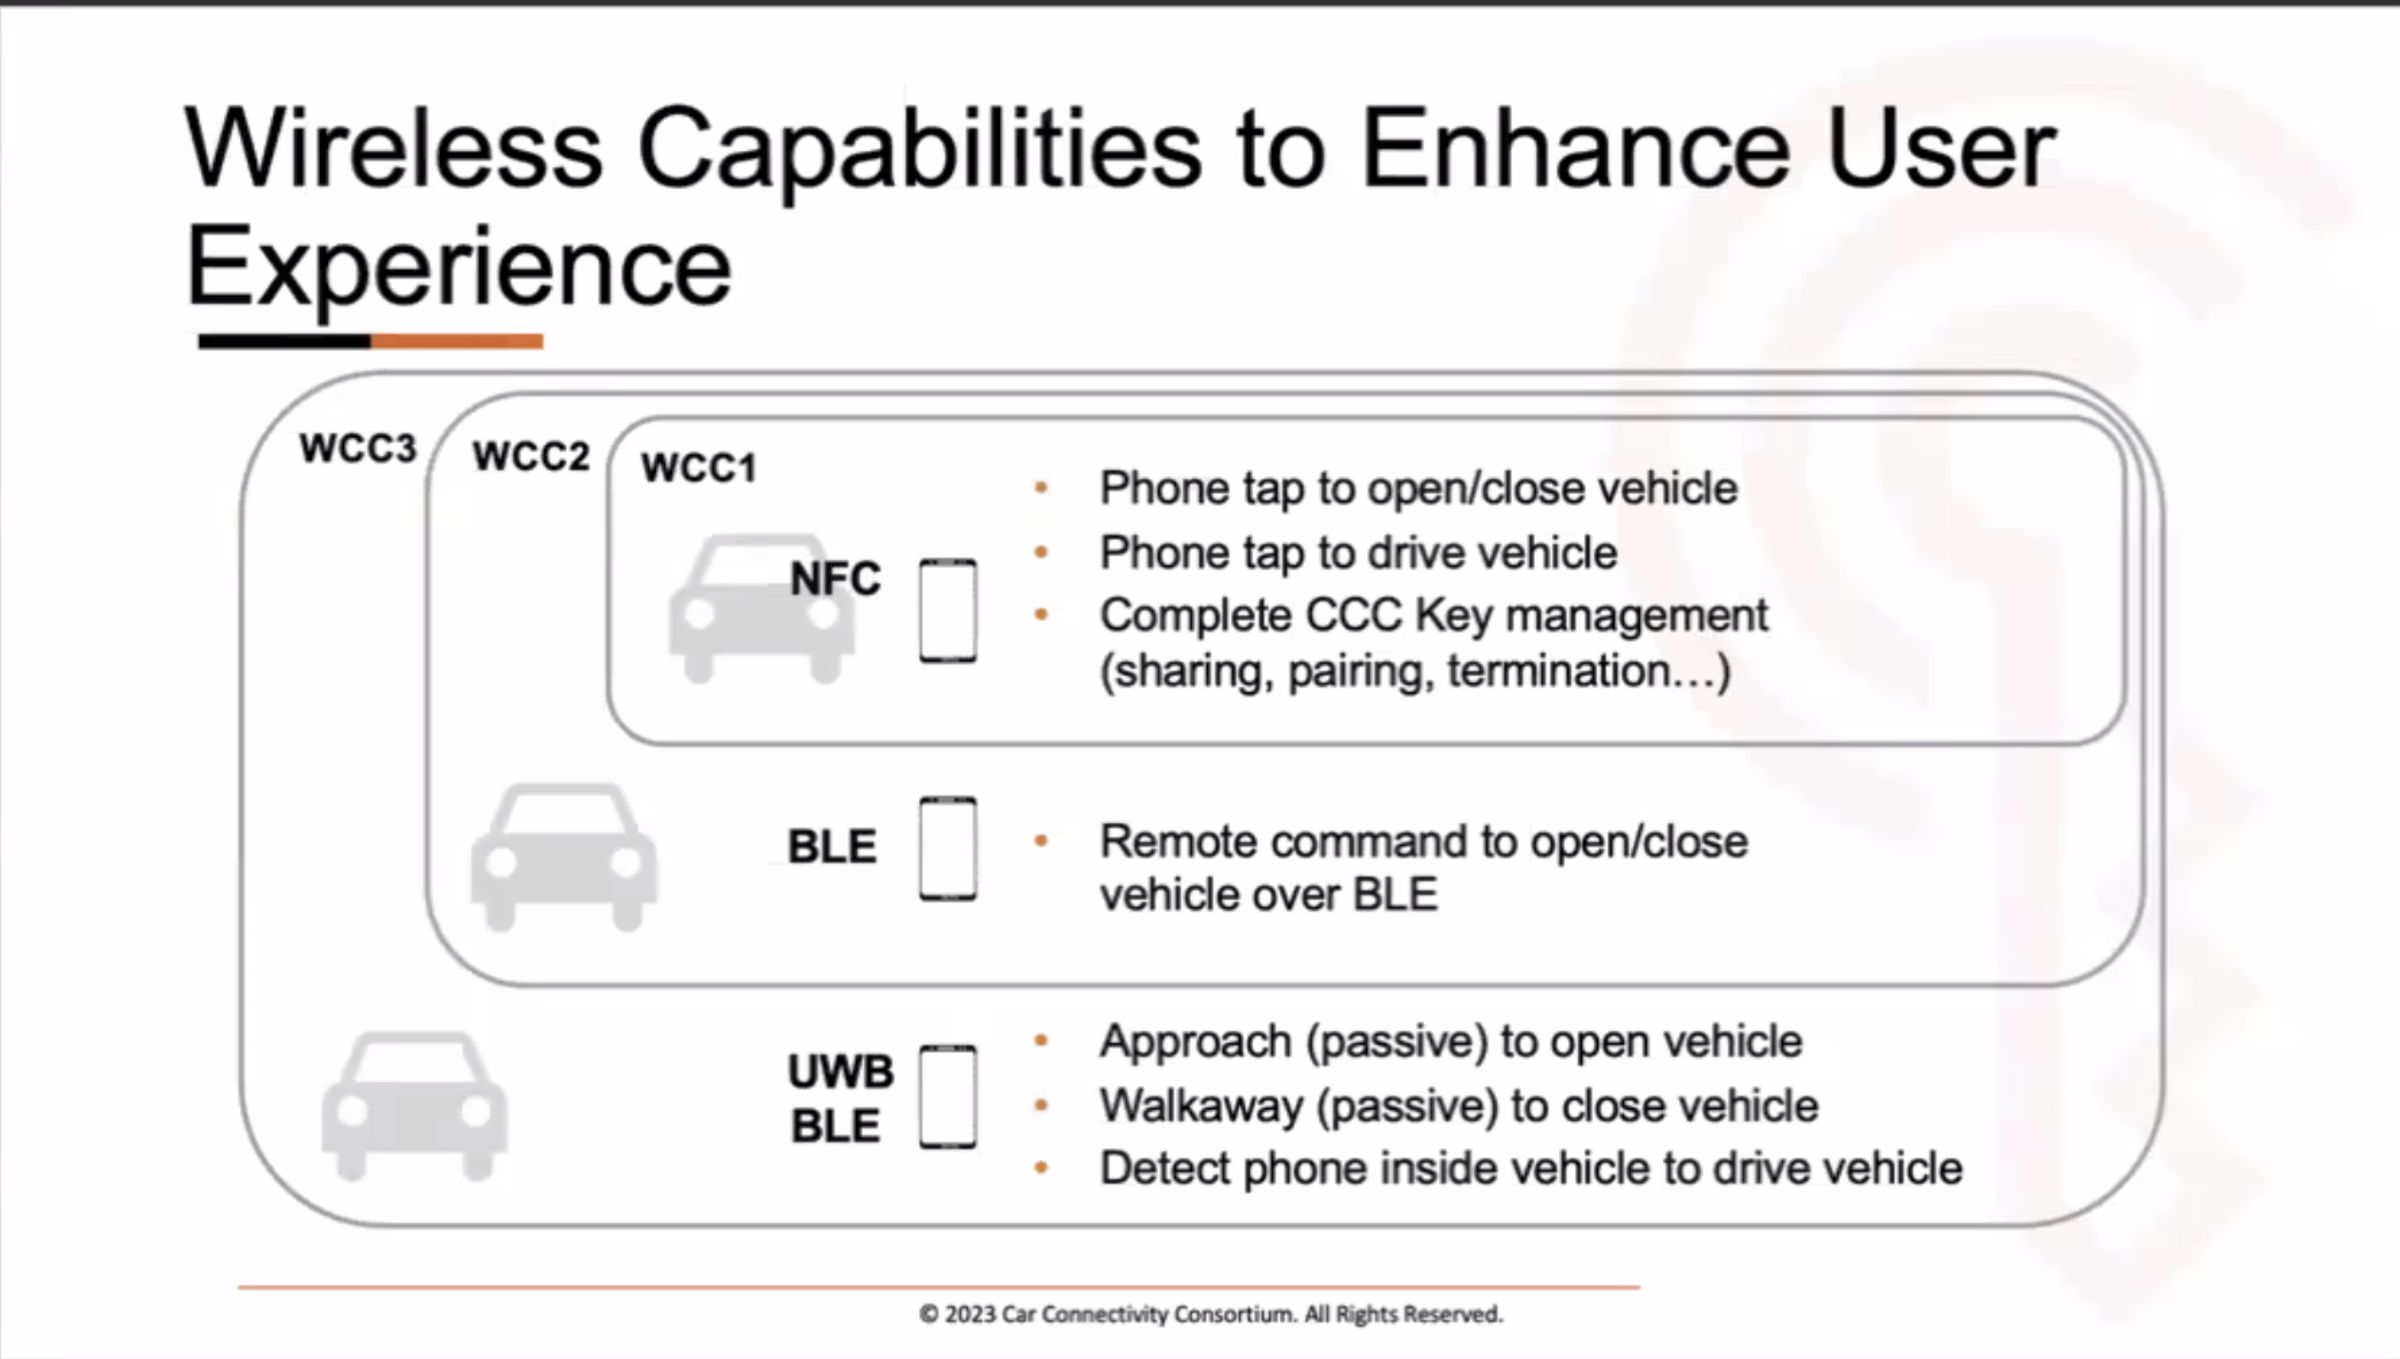 Wireless Capabilities to Enhance User
Experience
WCC3
WCC2
WCC1
NFC
• Phone tap to open/close vehicle
• Phone tap to drive vehicle
• Complete CCC Key management
(sharing, pairing, termination...)
BLE
• Remote command to open/close
vehicle over BLE
UWB
BLE
• Approach (passive) to open vehicle
• Walkaway (passive) to close vehicle
• Detect phone inside vehicle to drive vehicle
© 2023 Car Connectivity Consortium. All Rights Reserved.